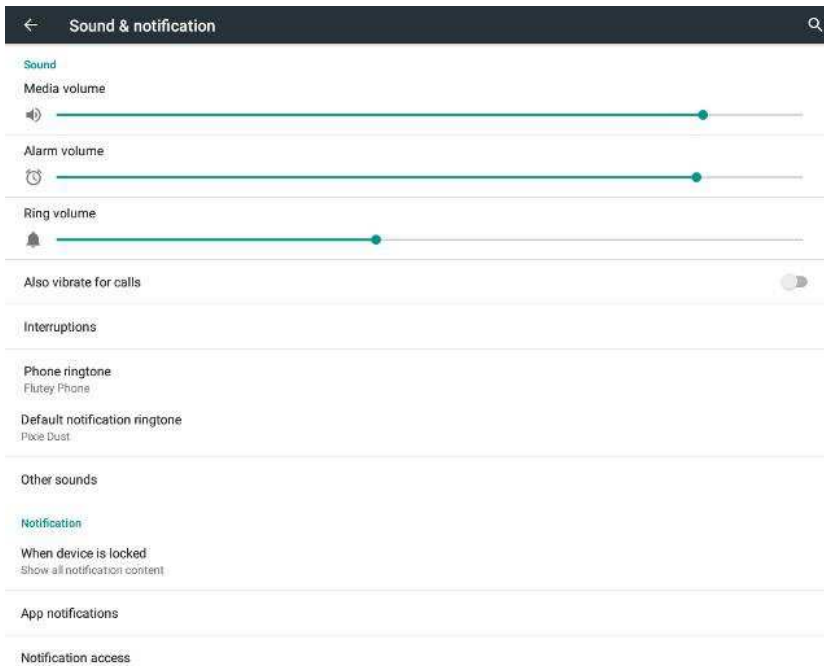 Sound & notification
Sound
Media volume
Alarm volume
Ring volume
Also vibrate for calls
Interruptions
Phone ringtone
Flutey Phone
Default notification ringtone
Pixie Dust
Other sounds
Notification
When device is locked
Show all notification content
App notifications
Notification access